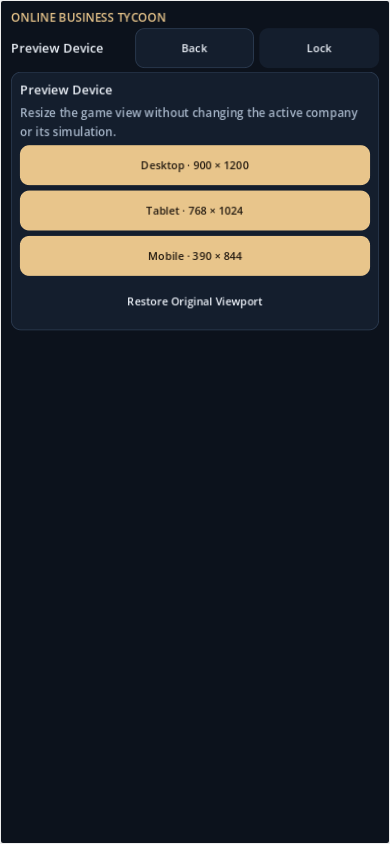 ONLINE BUSINESS TYCOON
Preview Device
Back
Lock
Preview Device
Resize the game view without changing the active company
or its simulation.
Desktop · 900 × 1200
Tablet · 768 × 1024
Mobile · 390 × 844
Restore Original Viewport